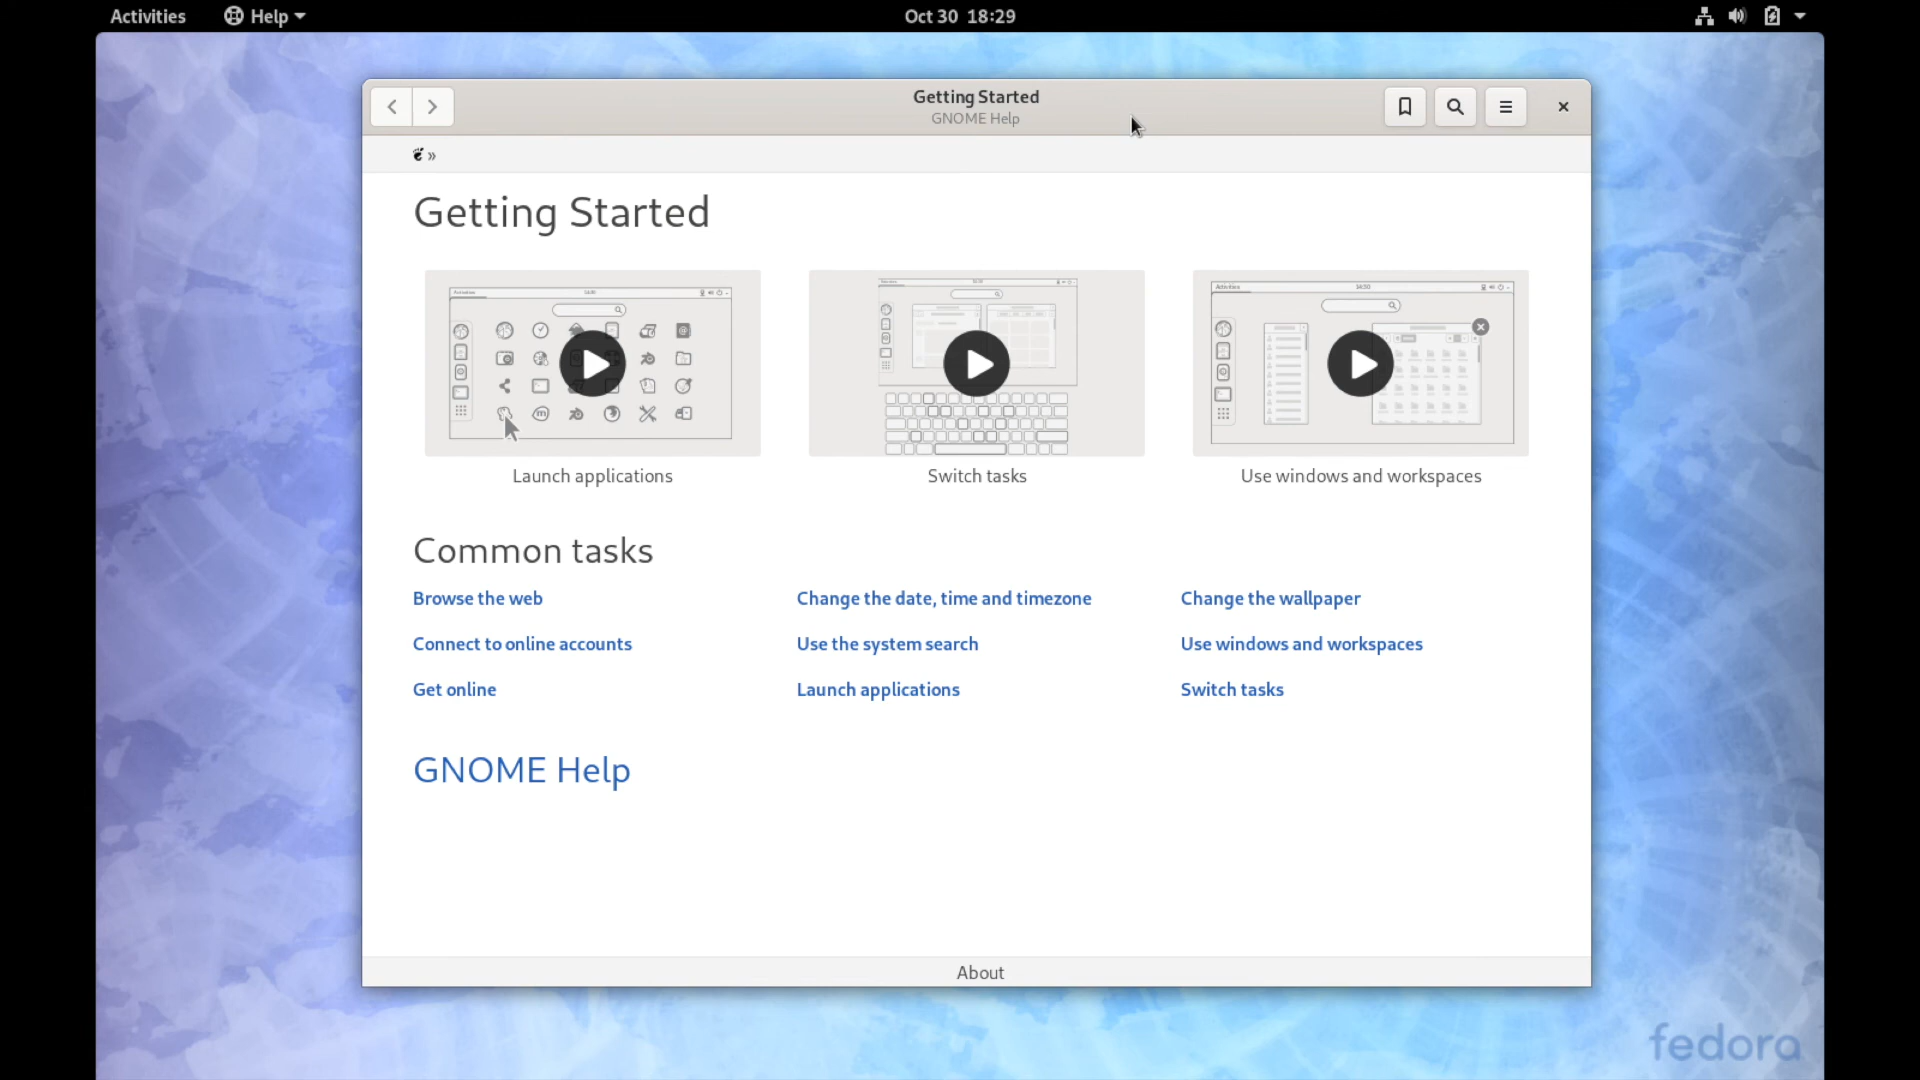 Activities Help Oct 30 18:29
Getting Started
GNOME Help
»
Getting Started
Launch applications Switch tasks Use windows and workspaces
Common tasks
Browse the web Change the date, time and timezone Change the wallpaper
Connect to online accounts Use the system search Use windows and workspaces
Get online Launch applications Switch tasks
GNOME Help
About
fedora